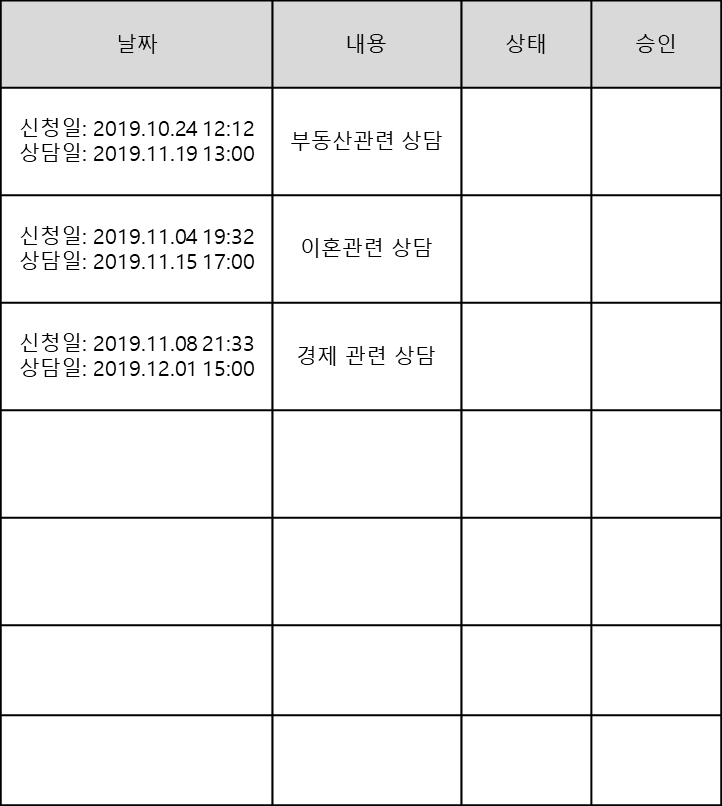 날짜 내용 상태 승인
신청일: 2019.10.24 12:12
상담일: 2019.11.19 13:00
부동산관련 상담
신청일: 2019.11.04 19:32
상담일: 2019.11.15 17:00
이혼관련 상담
신청일: 2019.11.08 21:33
상담일: 2019.12.01 15:00
경제 관련 상담